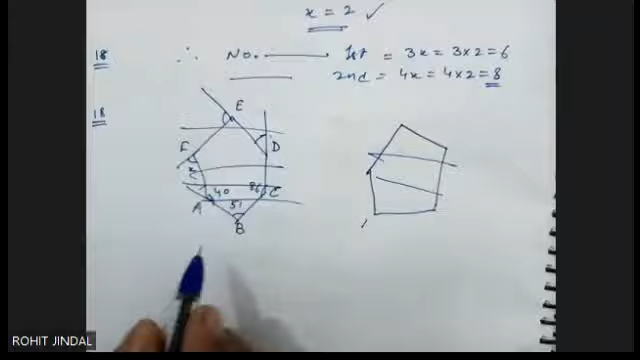 x = 2 ✓
18
∴ No. 1st = 3x = 3×2 = 6
2nd = 4x = 4×2 = 8
18
E
F
D
x
40
86
C
A
51
B
ROHIT JINDAL